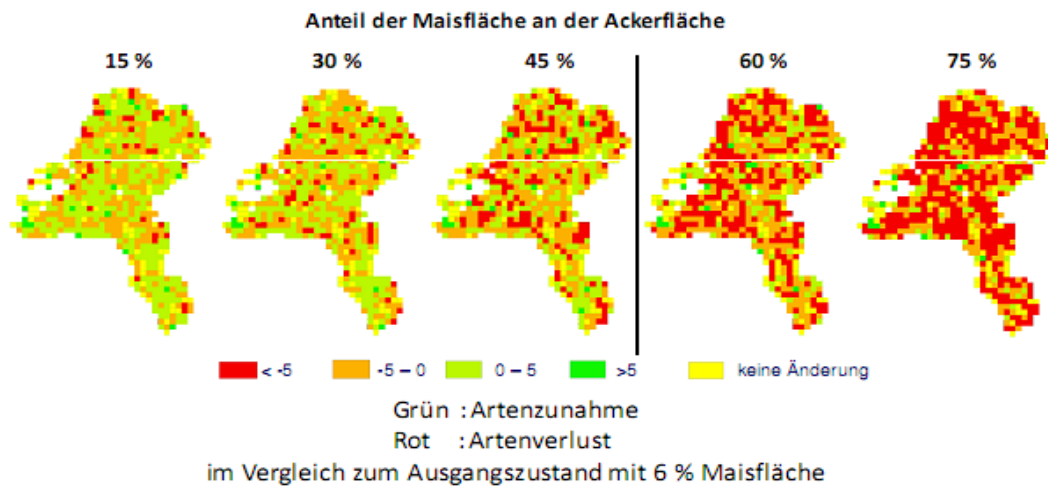 Anteil der Maisfläche an der Ackerfläche
15 % 30 % 45 % 60 % 75 %
< -5 -5 – 0 0 – 5 >5 keine Änderung
Grün : Artenzunahme
Rot : Artenverlust
im Vergleich zum Ausgangszustand mit 6 % Maisfläche